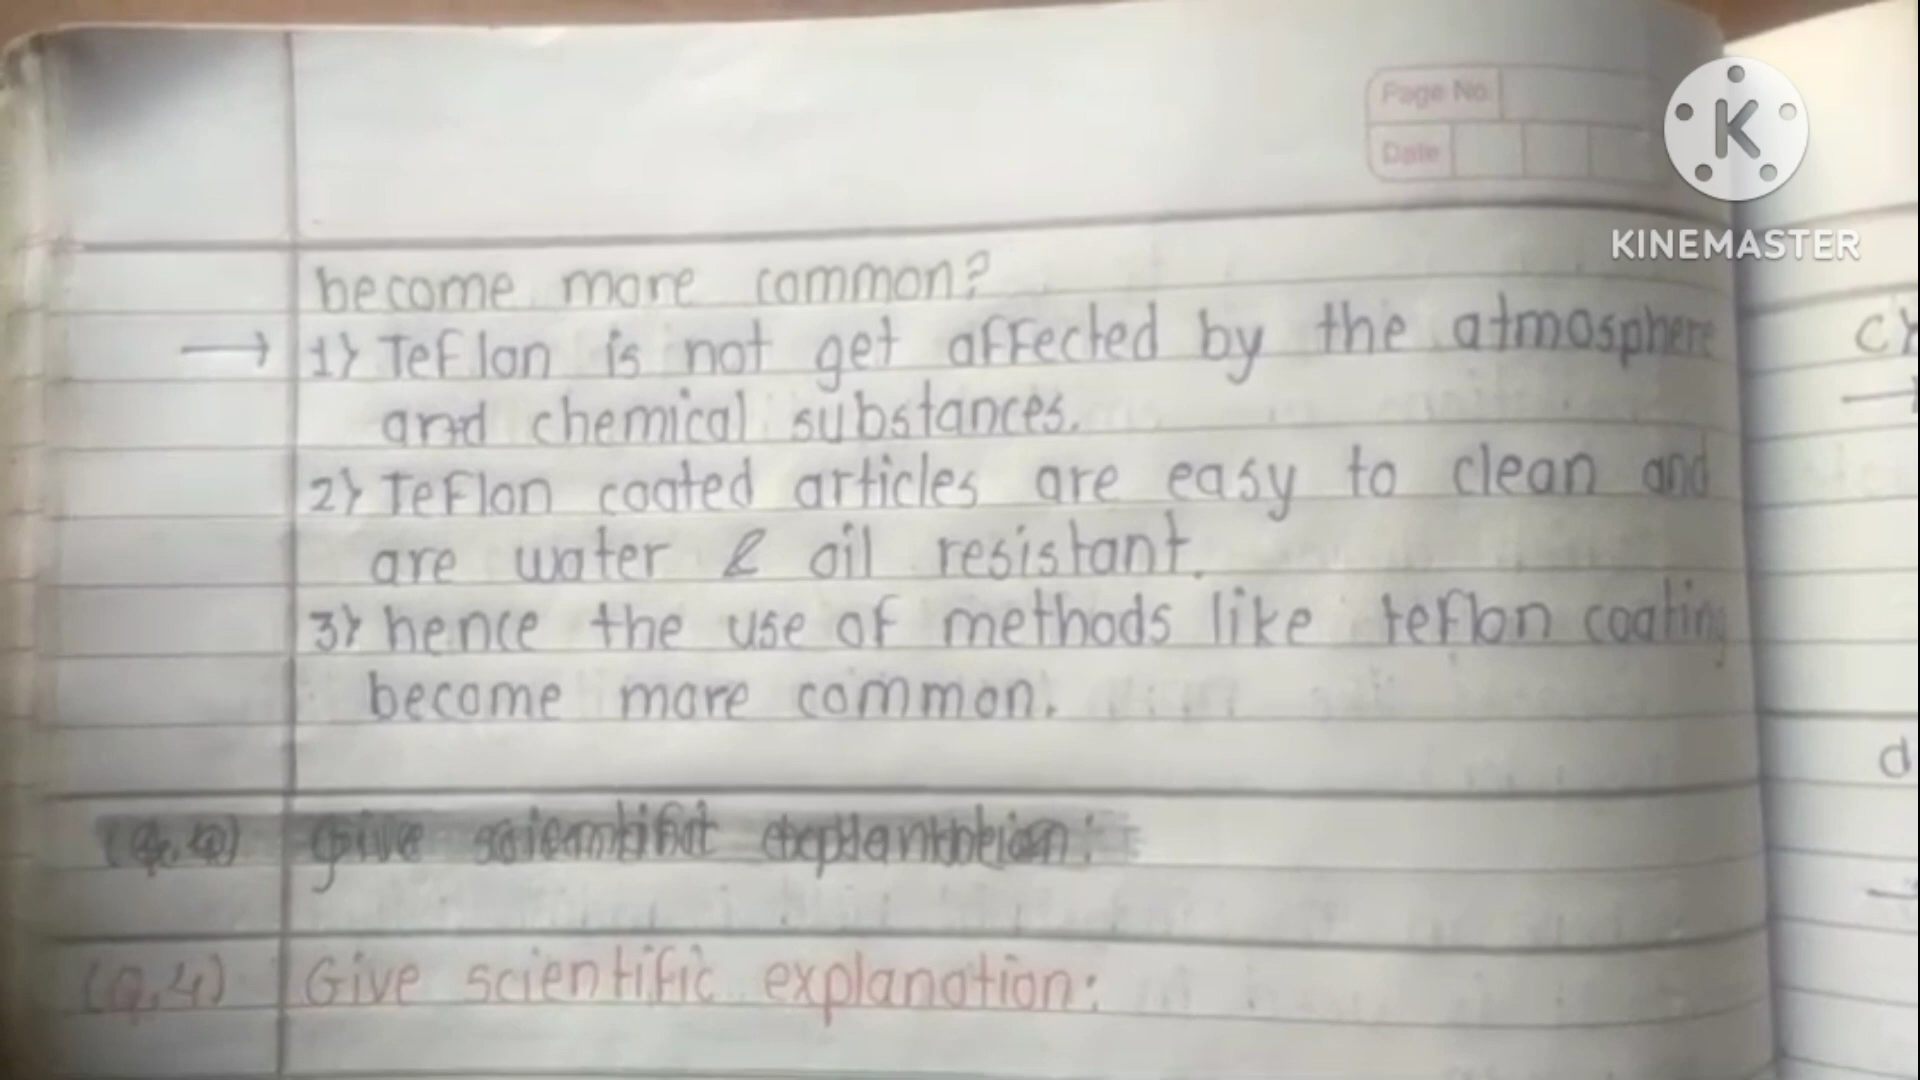 Page No.
Date
K
KINEMASTER
become more common?
→ 1) Teflon is not get affected by the atmosphere
and chemical substances.
2) Teflon coated articles are easy to clean and
are water & oil resistant.
3) hence the use of methods like teflon coating
become more common.
Give scientific explanation:
(Q.4) Give scientific explanation:
c)
→
d